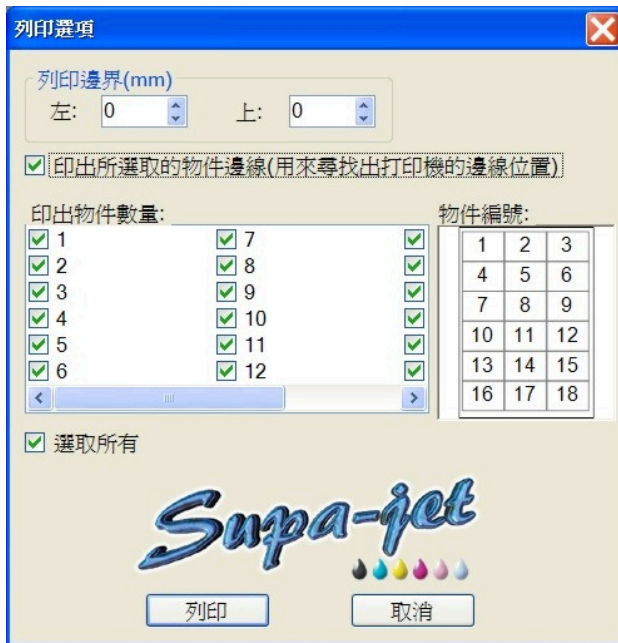 列印選項
列印邊界(mm)
左: 0 上: 0
印出所選取的物件邊線(用來尋找出打印機的邊線位置)
印出物件數量: 物件編號:
1 7
2 8
3 9
4 10
5 11
6 12
1 2 3
4 5 6
7 8 9
10 11 12
13 14 15
16 17 18
選取所有
Supa-jet
列印 取消